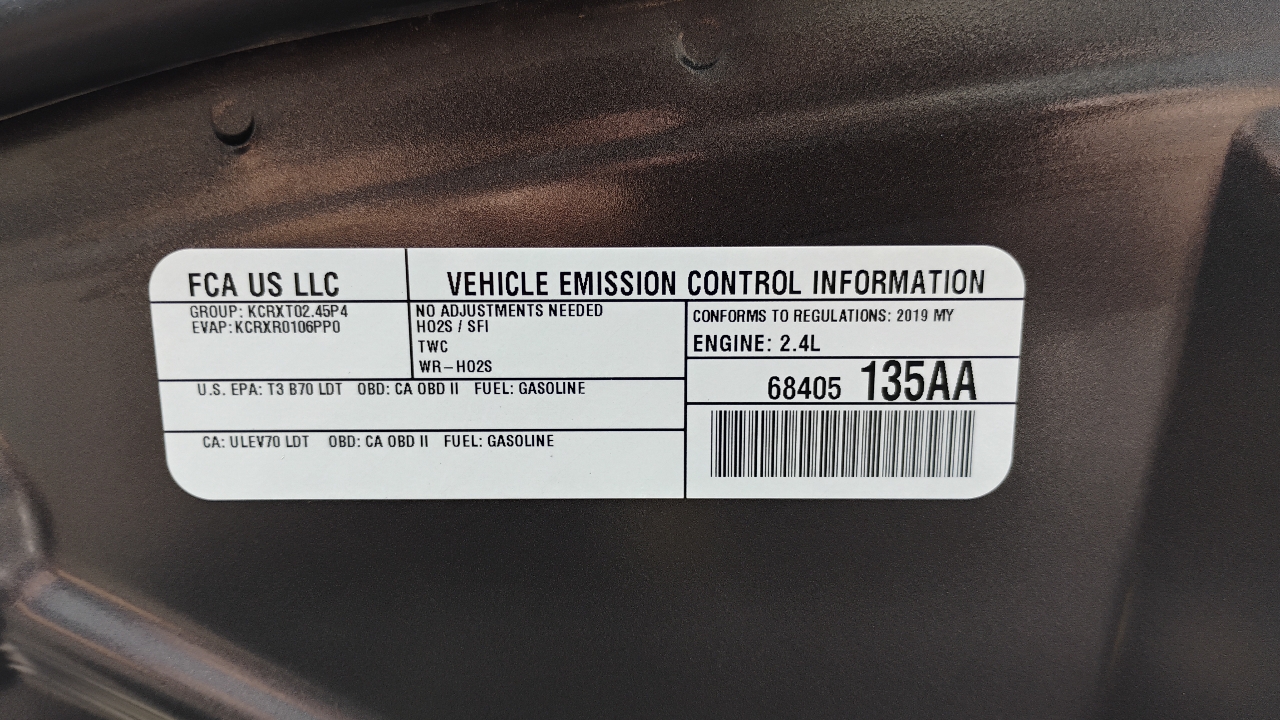 FCA US LLC
VEHICLE EMISSION CONTROL INFORMATION
GROUP: KCRXT02.45P4
EVAP: KCRXR0106PP0
NO ADJUSTMENTS NEEDED
HO2S / SFI
TWC
WR-HO2S
CONFORMS TO REGULATIONS: 2019 MY
ENGINE: 2.4L
68405 135AA
U.S. EPA: T3 B70 LDT OBD: CA OBD II FUEL: GASOLINE
CA: ULEV70 LDT OBD: CA OBD II FUEL: GASOLINE